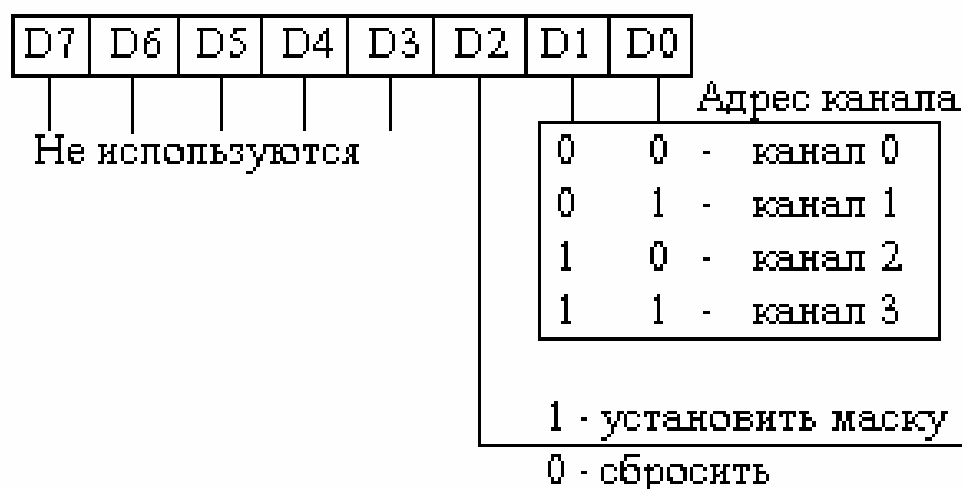 D7 D6 D5 D4 D3 D2 D1 D0
Адрес канала
Не используются
0 0 - канал 0
0 1 - канал 1
1 0 - канал 2
1 1 - канал 3
1 - установить маску
0 - сбросить